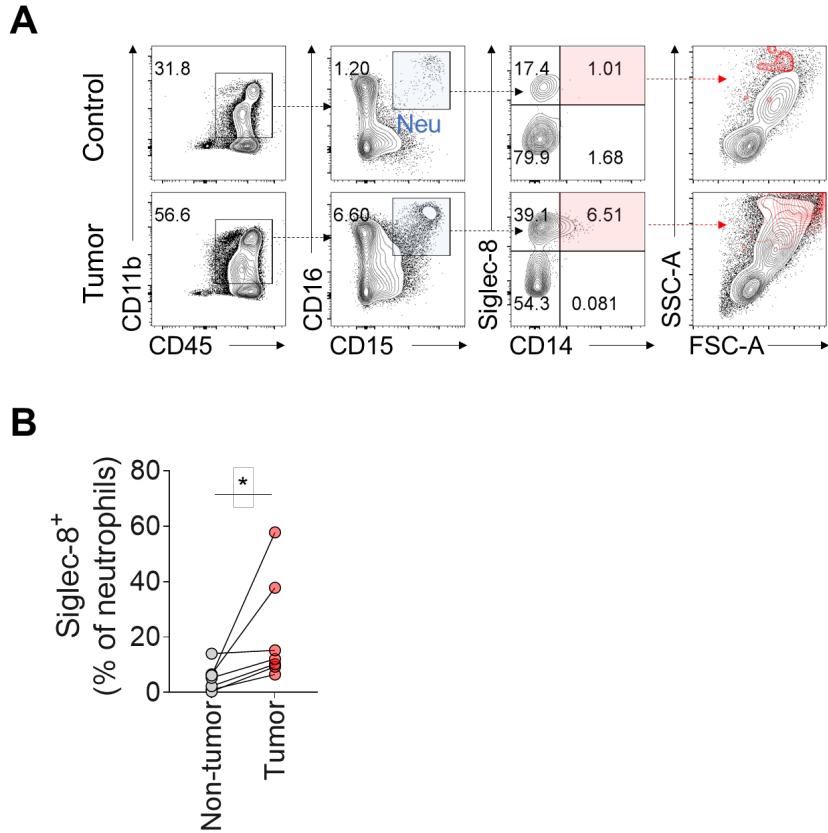 A
Control
Tumor
CD11b
CD16
Siglec-8
SSC-A
31.8
1.20
Neu
17.4
1.01
79.9
1.68
56.6
6.60
39.1
6.51
54.3
0.081
CD45
CD15
CD14
FSC-A
B
Siglec-8+
(% of neutrophils)
80
60
40
20
0
*
Non-tumor
Tumor